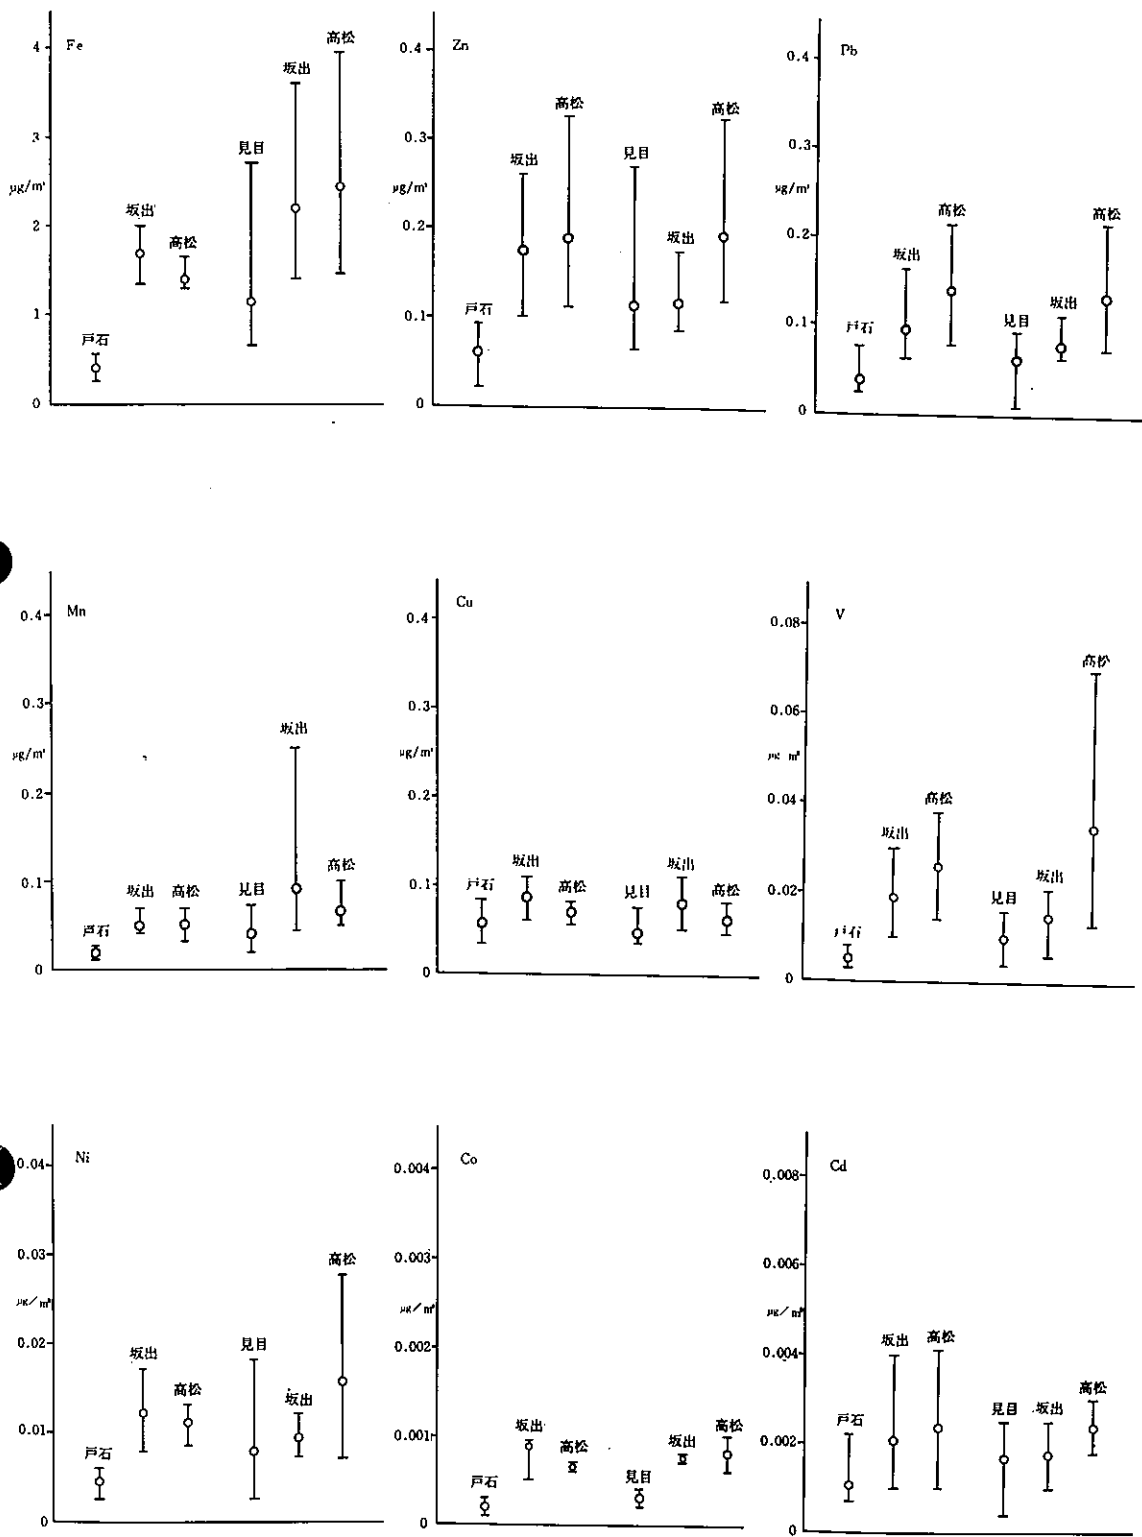 Fe
4
3
μg/m³
2
1
0
戸石
坂出
高松
見目
坂出
高松
Zn
0.4
0.3
μg/m³
0.2
0.1
0
戸石
坂出
高松
見目
坂出
高松
Pb
0.4
0.3
μg/m³
0.2
0.1
0
戸石
坂出
高松
見目
坂出
高松
Mn
0.4
0.3
μg/m³
0.2
0.1
0
戸石
坂出
高松
見目
坂出
高松
Cu
0.4
0.3
μg/m³
0.2
0.1
0
戸石
坂出
高松
見目
坂出
高松
V
0.08
0.06
μg m³
0.04
0.02
0
戸石
坂出
高松
見目
坂出
高松
Ni
0.04
0.03
μg/m³
0.02
0.01
0
戸石
坂出
高松
見目
坂出
高松
Co
0.004
0.003
μg/m³
0.002
0.001
0
戸石
坂出
高松
見目
坂出
高松
Cd
0.008
0.006
μg/m³
0.004
0.002
0
戸石
坂出
高松
見目
坂出
高松